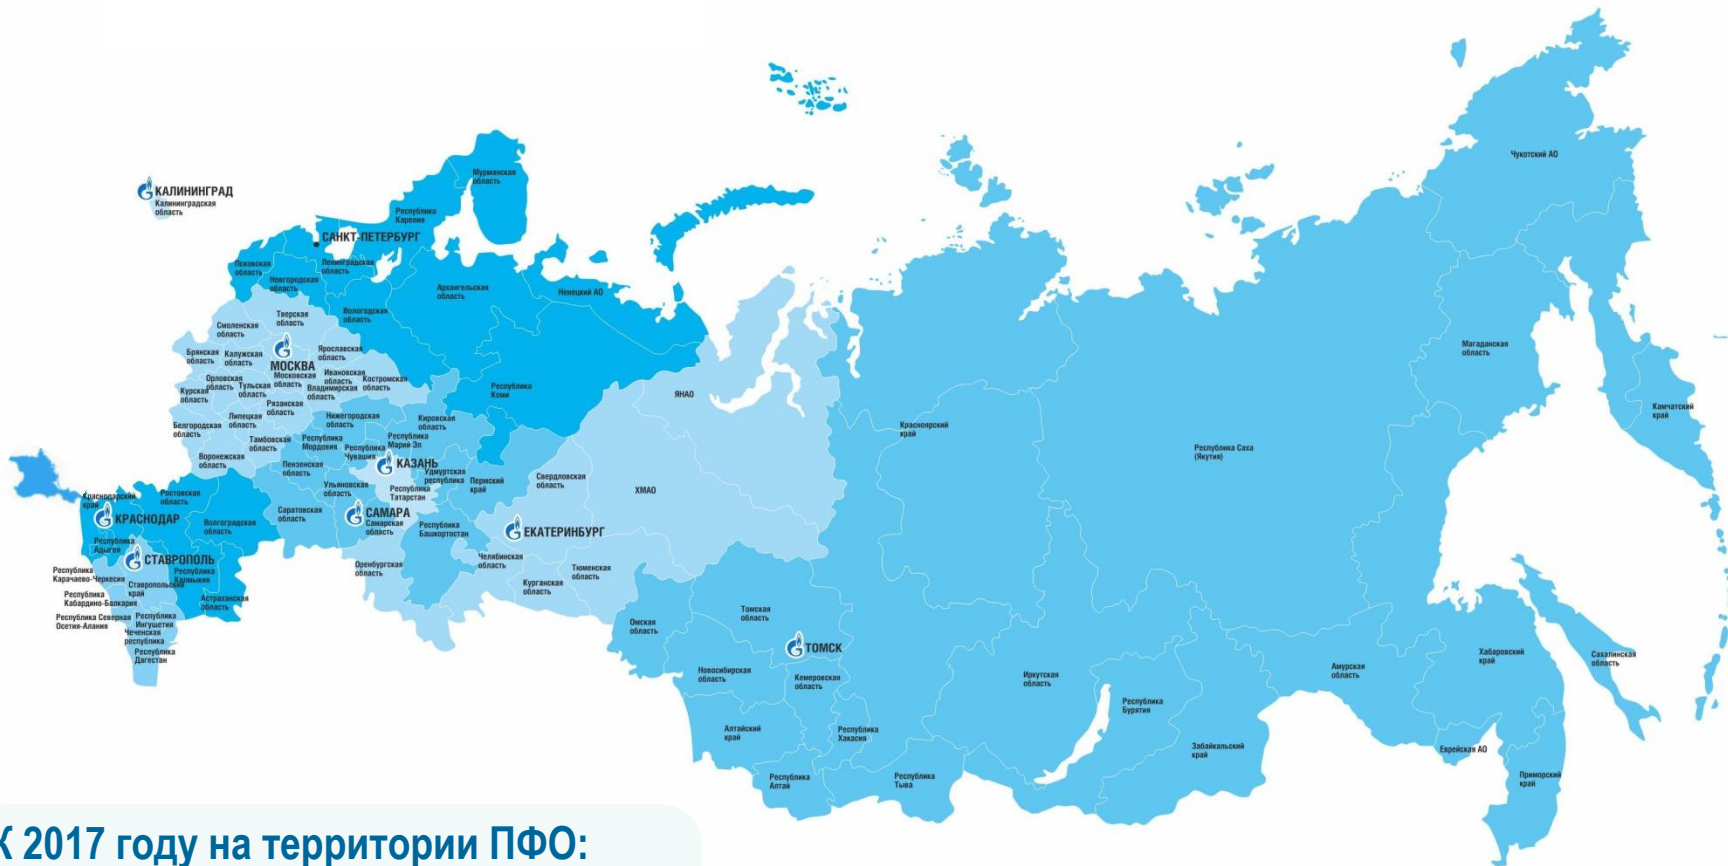 КАЛИНИНГРАД
Калининградская
область
Мурманская
область
Республика
Карелия
САНКТ-ПЕТЕРБУРГ
Ленинградская
область
Псковская
область
Новгородская
область
Вологодская
область
Архангельская
область
Ненецкий АО
Республика
Коми
Тверская
область
Смоленская
область
МОСКВА
Московская
область
Ярославская
область
Брянская
область
Калужская
область
Ивановская
область
Костромская
область
Владимирская
область
Орловская
область
Тульская
область
Курская
область
Рязанская
область
Липецкая
область
Белгородская
область
Тамбовская
область
Воронежская
область
Нижегородская
область
Кировская
область
Республика
Мордовия
Республика
Чувашия
Республика
Марий Эл
КАЗАНЬ
Республика
Татарстан
Удмуртская
республика
Пермский
край
Пензенская
область
Ульяновская
область
САМАРА
Самарская
область
Саратовская
область
Республика
Башкортостан
Оренбургская
область
Свердловская
область
ЕКАТЕРИНБУРГ
Челябинская
область
Курганская
область
Тюменская
область
ХМАО
ЯНАО
Краснодарский
край
КРАСНОДАР
Ростовская
область
Волгоградская
область
Республика
Адыгея
СТАВРОПОЛЬ
Ставропольский
край
Республика
Калмыкия
Астраханская
область
Республика
Карачаево-Черкесия
Республика
Кабардино-Балкария
Республика Северная
Осетия-Алания
Республика
Ингушетия
Чеченская
республика
Республика
Дагестан
Омская
область
Томская
область
ТОМСК
Новосибирская
область
Кемеровская
область
Алтайский
край
Республика
Хакасия
Республика
Алтай
Республика
Тыва
Красноярский
край
Иркутская
область
Республика
Бурятия
Забайкальский
край
Республика Саха
(Якутия)
Амурская
область
Еврейская АО
Хабаровский
край
Приморский
край
Сахалинская
область
Магаданская
область
Камчатский
край
Чукотский АО
К 2017 году на территории ПФО: